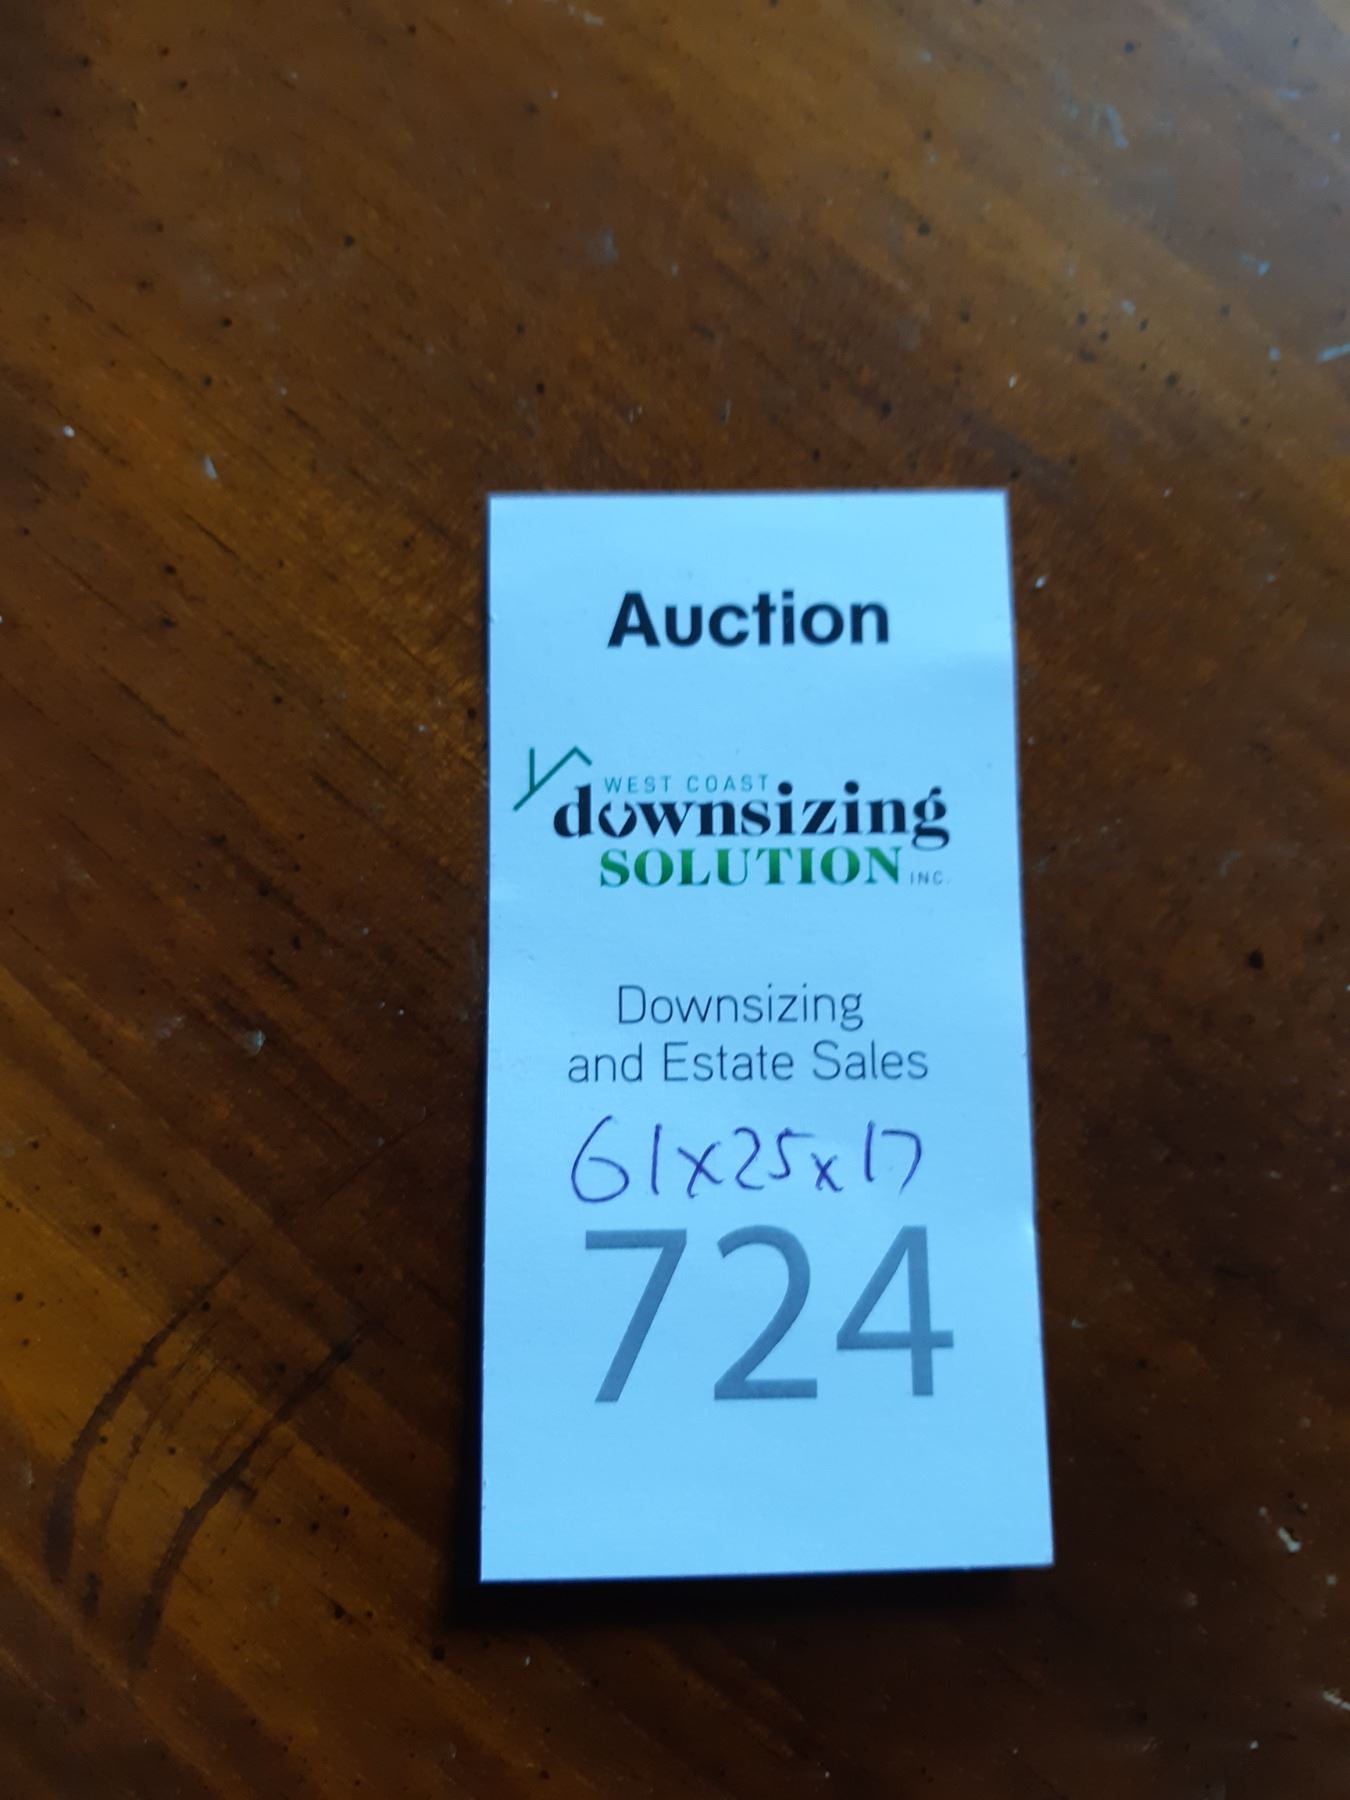 Auction
WEST COAST
downsizing
SOLUTION INC.
Downsizing
and Estate Sales
61x25x17
724